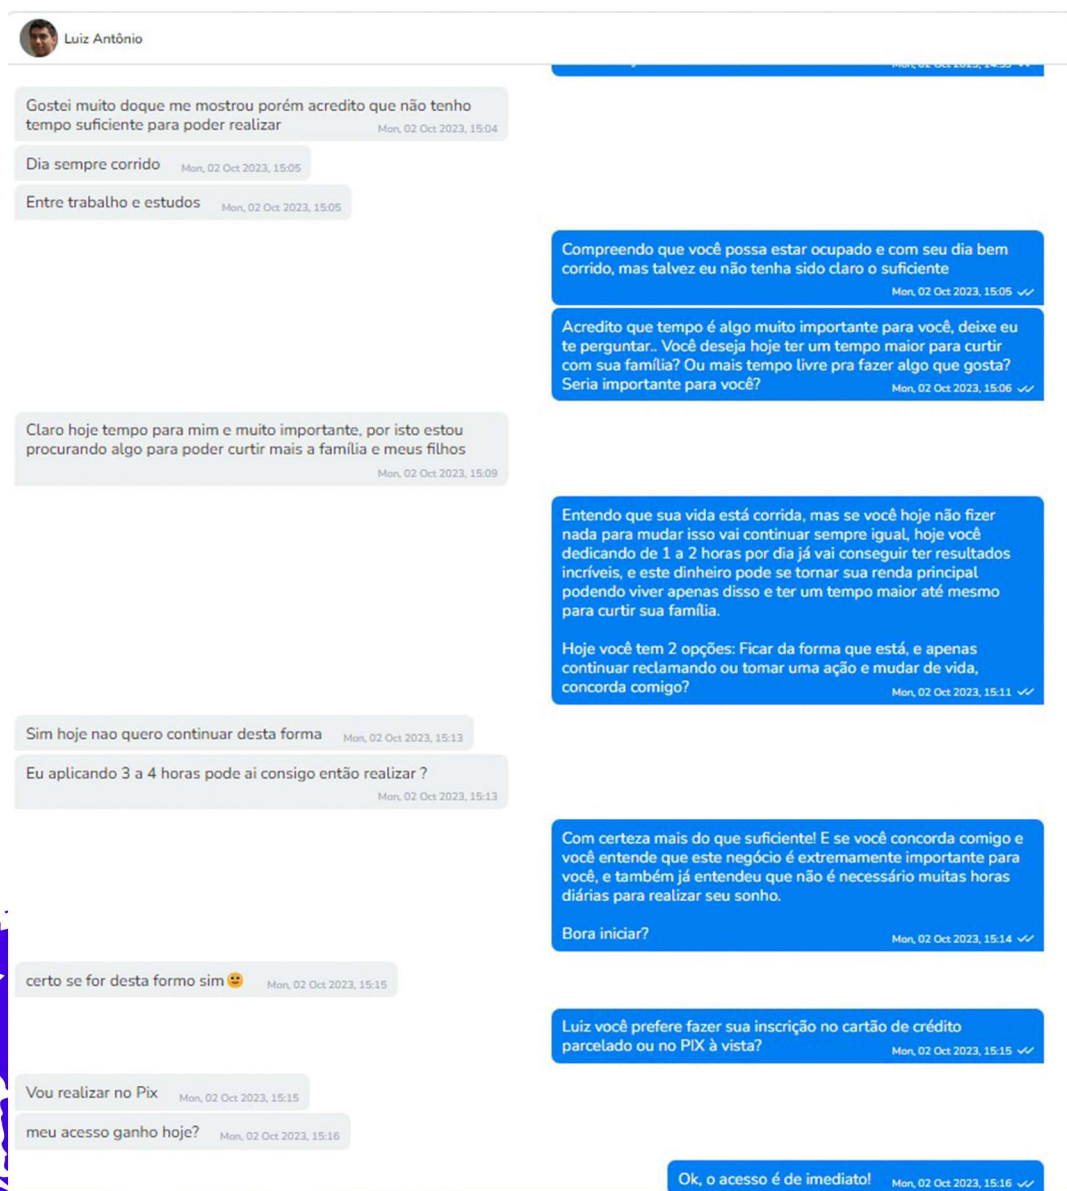 Luiz Antônio
Gostei muito doque me mostrou porém acredito que não tenho
tempo suficiente para poder realizar Mon, 02 Oct 2023, 15:04
Dia sempre corrido Mon, 02 Oct 2023, 15:05
Entre trabalho e estudos Mon, 02 Oct 2023, 15:05
Compreendo que você possa estar ocupado e com seu dia bem
corrido, mas talvez eu não tenha sido claro o suficiente
Mon, 02 Oct 2023, 15:05
Acredito que tempo é algo muito importante para você, deixe eu
te perguntar.. Você deseja hoje ter um tempo maior para curtir
com sua família? Ou mais tempo livre pra fazer algo que gosta?
Seria importante para você? Mon, 02 Oct 2023, 15:06
Claro hoje tempo para mim e muito importante, por isto estou
procurando algo para poder curtir mais a família e meus filhos
Mon, 02 Oct 2023, 15:09
Entendo que sua vida está corrida, mas se você hoje não fizer
nada para mudar isso vai continuar sempre igual, hoje você
dedicando de 1 a 2 horas por dia já vai conseguir ter resultados
incríveis, e este dinheiro pode se tornar sua renda principal
podendo viver apenas disso e ter um tempo maior até mesmo
para curtir sua família.
Hoje você tem 2 opções: Ficar da forma que está, e apenas
continuar reclamando ou tomar uma ação e mudar de vida,
concorda comigo? Mon, 02 Oct 2023, 15:11
Sim hoje nao quero continuar desta forma Mon, 02 Oct 2023, 15:13
Eu aplicando 3 a 4 horas pode ai consigo então realizar ?
Mon, 02 Oct 2023, 15:13
Com certeza mais do que suficiente! E se você concorda comigo e
você entende que este negócio é extremamente importante para
você, e também já entendeu que não é necessário muitas horas
diárias para realizar seu sonho.
Bora iniciar? Mon, 02 Oct 2023, 15:14
certo se for desta formo sim🙂 Mon, 02 Oct 2023, 15:15
Luiz você prefere fazer sua inscrição no cartão de crédito
parcelado ou no PIX à vista? Mon, 02 Oct 2023, 15:15
Vou realizar no Pix Mon, 02 Oct 2023, 15:15
meu acesso ganho hoje? Mon, 02 Oct 2023, 15:16
Ok, o acesso é de imediato! Mon, 02 Oct 2023, 15:16